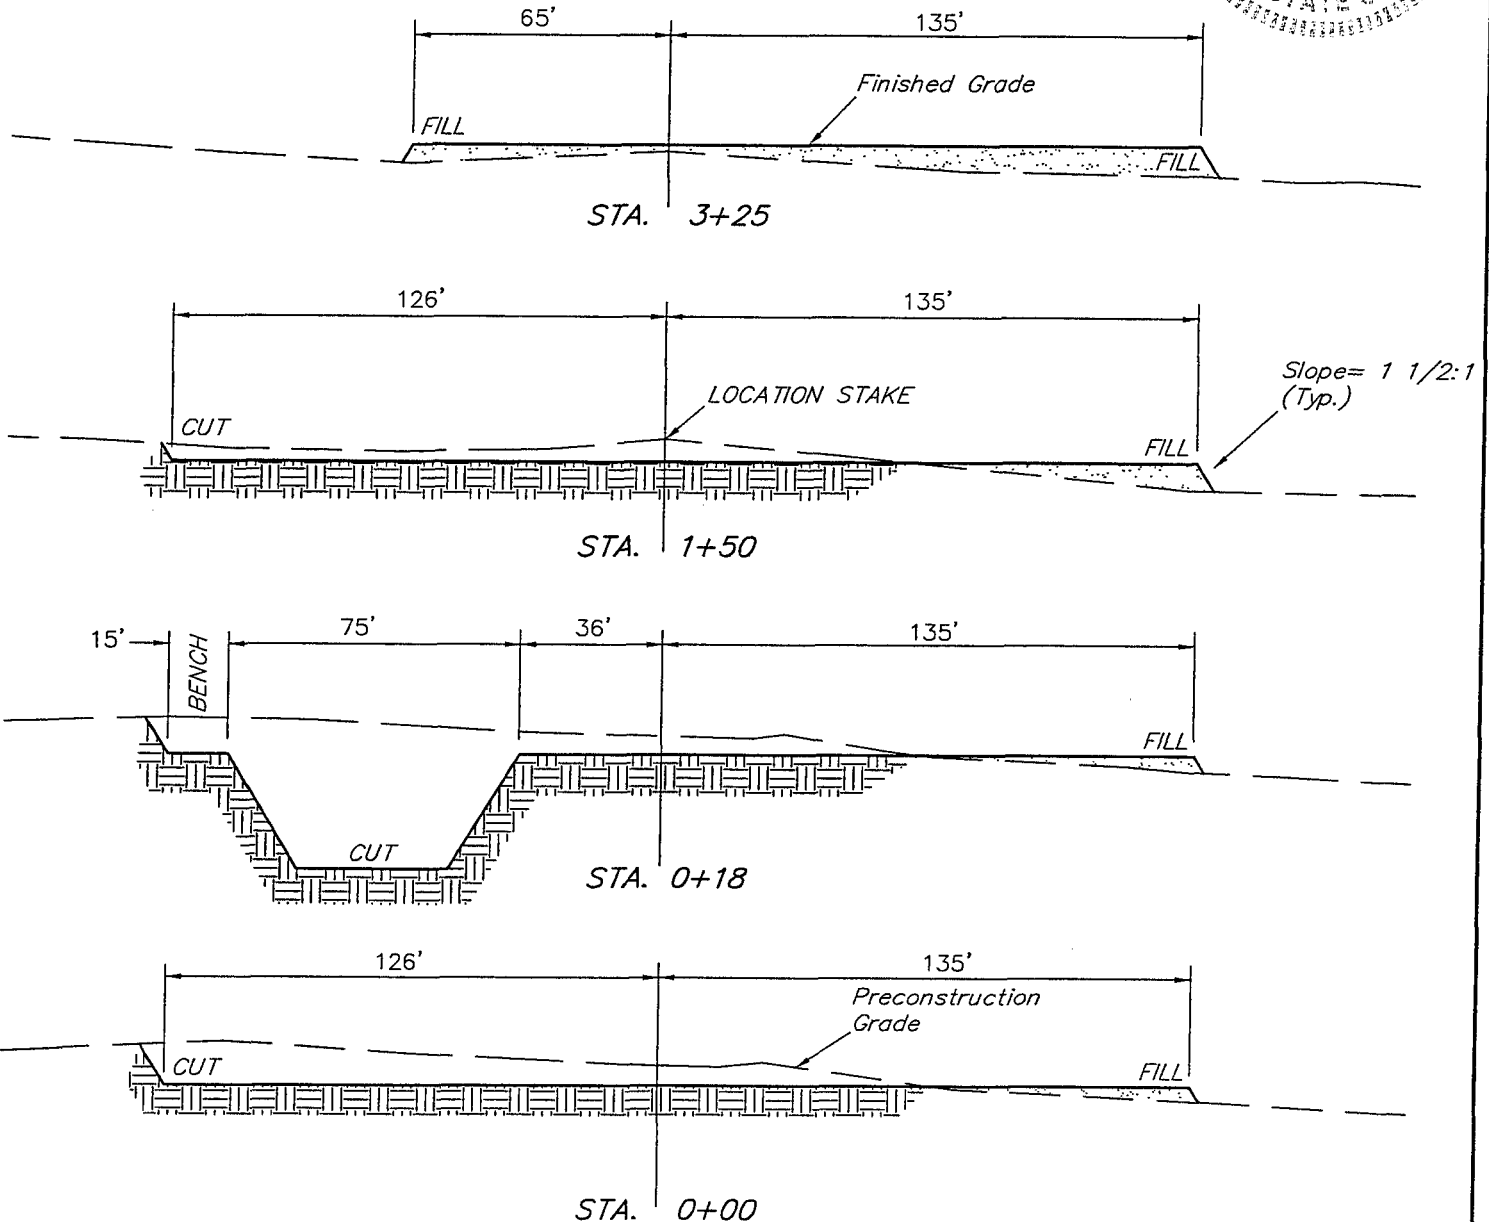 65'
135'
Finished Grade
FILL
FILL
STA. 3+25
126'
135'
Slope= 1 1/2:1
(Typ.)
LOCATION STAKE
CUT
FILL
STA. 1+50
15'
BENCH
75'
36'
135'
FILL
CUT
STA. 0+18
126'
135'
Preconstruction
Grade
CUT
FILL
STA. 0+00